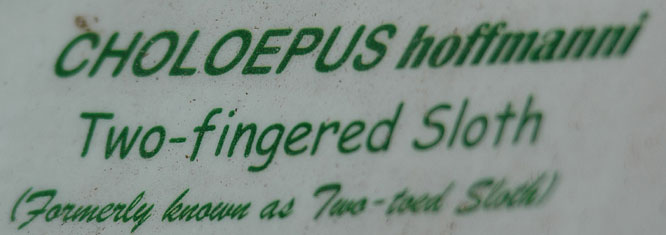 CHOLOEPUS hoffmanni
Two-fingered Sloth
(Formerly known as Two-toed Sloth)